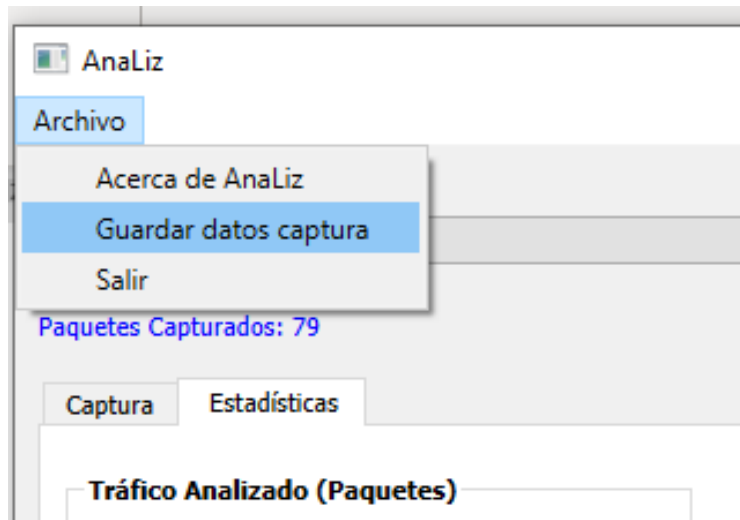 AnaLiz
Archivo
Acerca de AnaLiz
Guardar datos captura
Salir
Paquetes Capturados: 79
Captura Estadísticas
Tráfico Analizado (Paquetes)